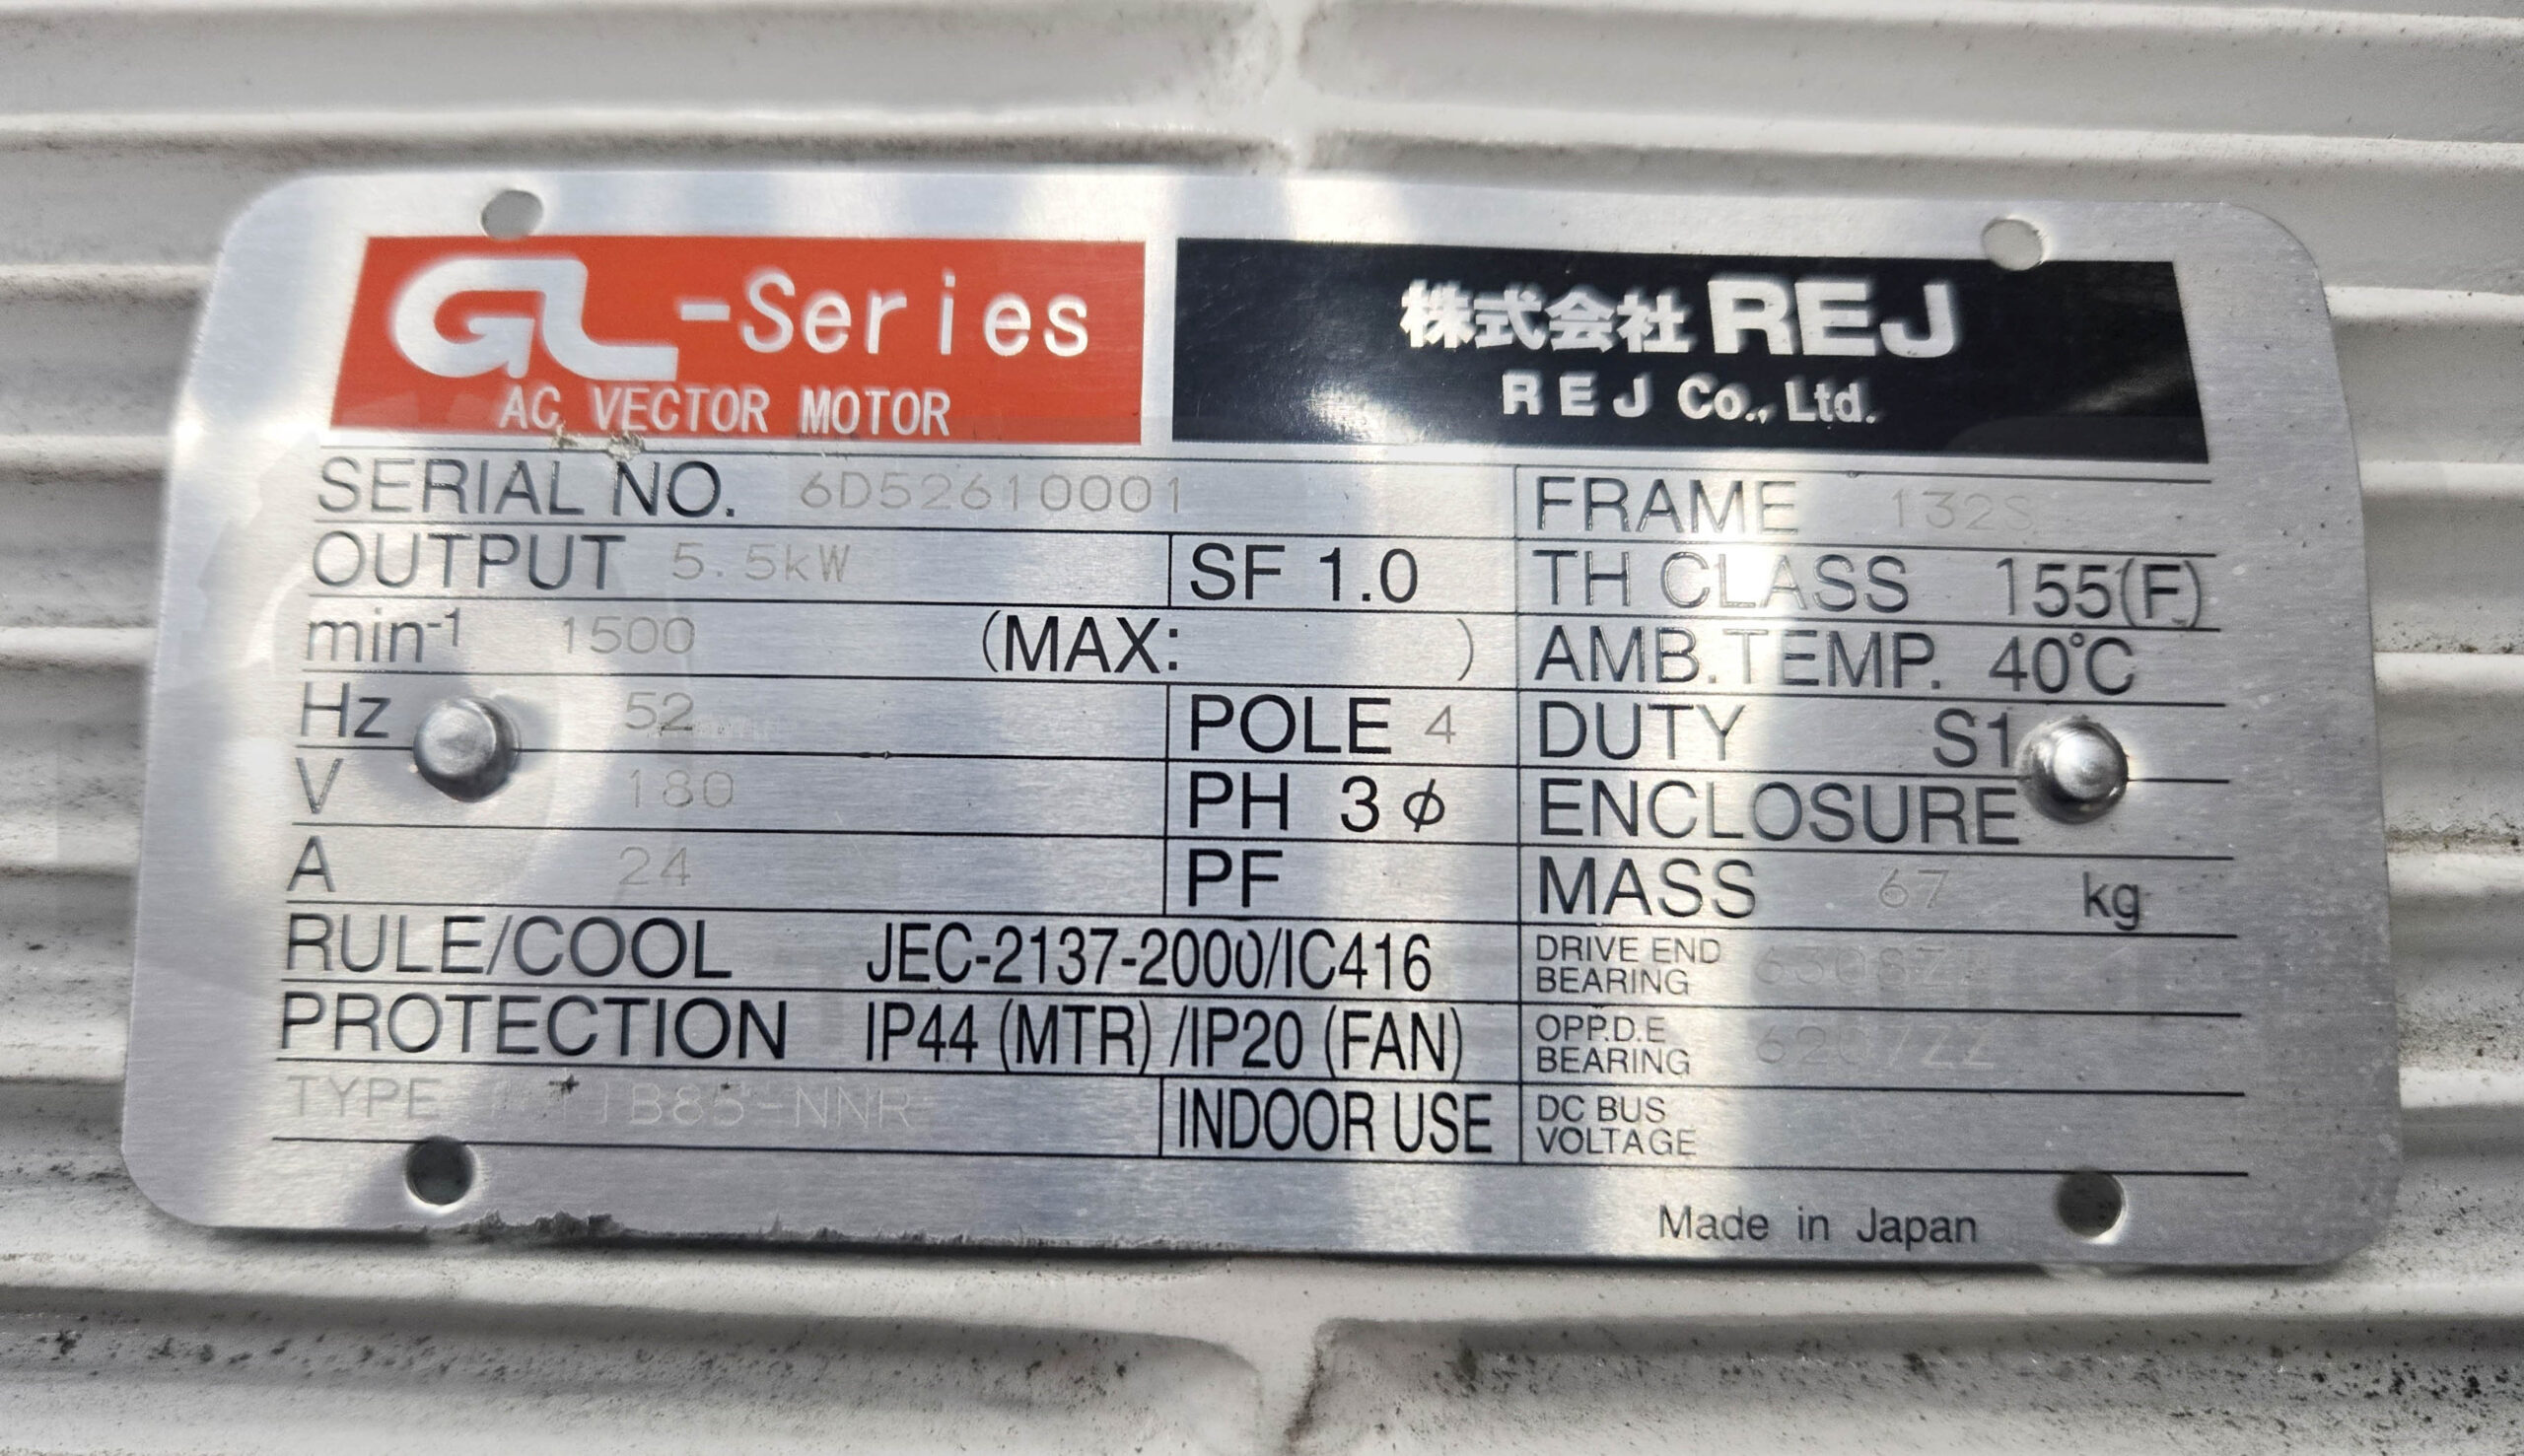 GL-Series
AC VECTOR MOTOR
株式会社 REJ
REJ Co., Ltd.
SERIAL NO. 6D52610001
FRAME 132S
OUTPUT 5.5kW
SF 1.0
TH CLASS 155(F)
min-1 1500 (MAX: )
AMB.TEMP. 40℃
Hz 52
POLE 4
DUTY S1
V 180
PH 3φ
ENCLOSURE
A 24
PF
MASS 67 kg
RULE/COOL JEC-2137-2000/IC416
DRIVE END
BEARING
PROTECTION IP44 (MTR) /IP20 (FAN)
OPP.D.E
BEARING 6207ZZ
TYPE
INDOOR USE
DC BUS
VOLTAGE
Made in Japan